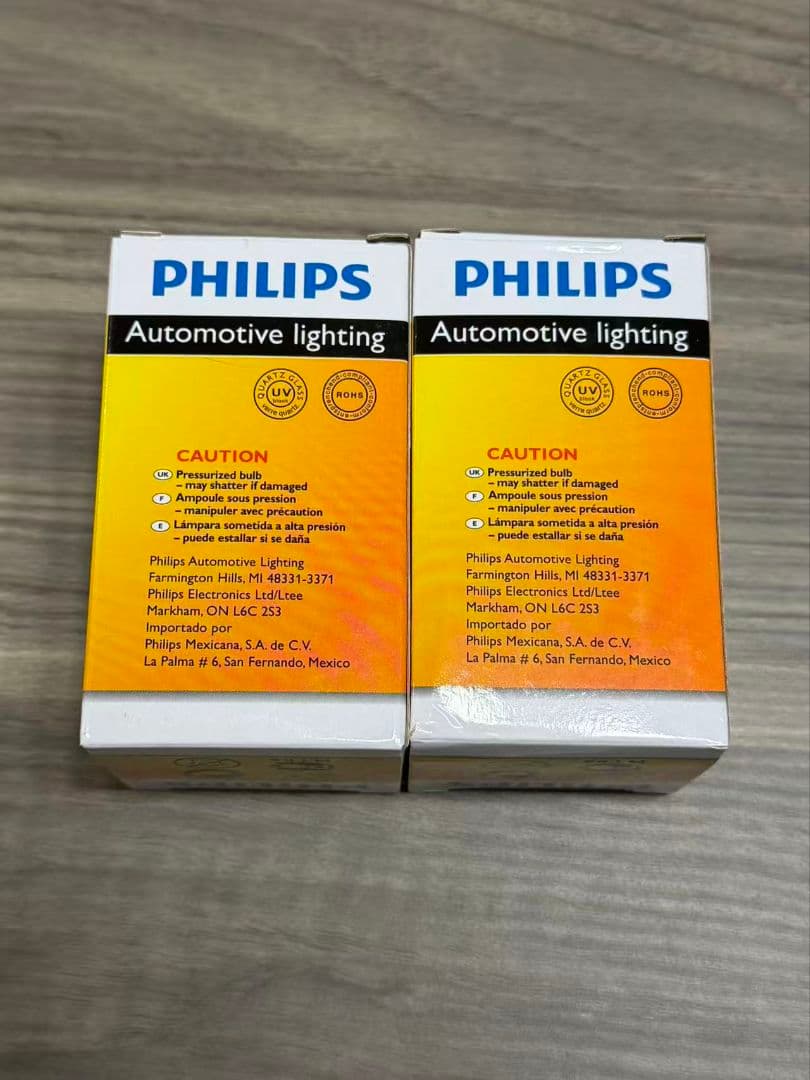 PHILIPS
Automotive lighting
QUARTZ GLASS
UV
block
verre quartz
ROHS
CAUTION
UK Pressurized bulb
– may shatter if damaged
F Ampoule sous pression
– manipuler avec précaution
E Lámpara sometida a alta presión
– puede estallar si se daña
Philips Automotive Lighting
Farmington Hills, MI 48331-3371
Philips Electronics Ltd/Ltee
Markham, ON L6C 2S3
Importado por
Philips Mexicana, S.A. de C.V.
La Palma # 6, San Fernando, Mexico
PHILIPS
Automotive lighting
QUARTZ GLASS
UV
block
verre quartz
ROHS
CAUTION
UK Pressurized bulb
– may shatter if damaged
F Ampoule sous pression
– manipuler avec précaution
E Lámpara sometida a alta presión
– puede estallar si se daña
Philips Automotive Lighting
Farmington Hills, MI 48331-3371
Philips Electronics Ltd/Ltee
Markham, ON L6C 2S3
Importado por
Philips Mexicana, S.A. de C.V.
La Palma # 6, San Fernando, Mexico